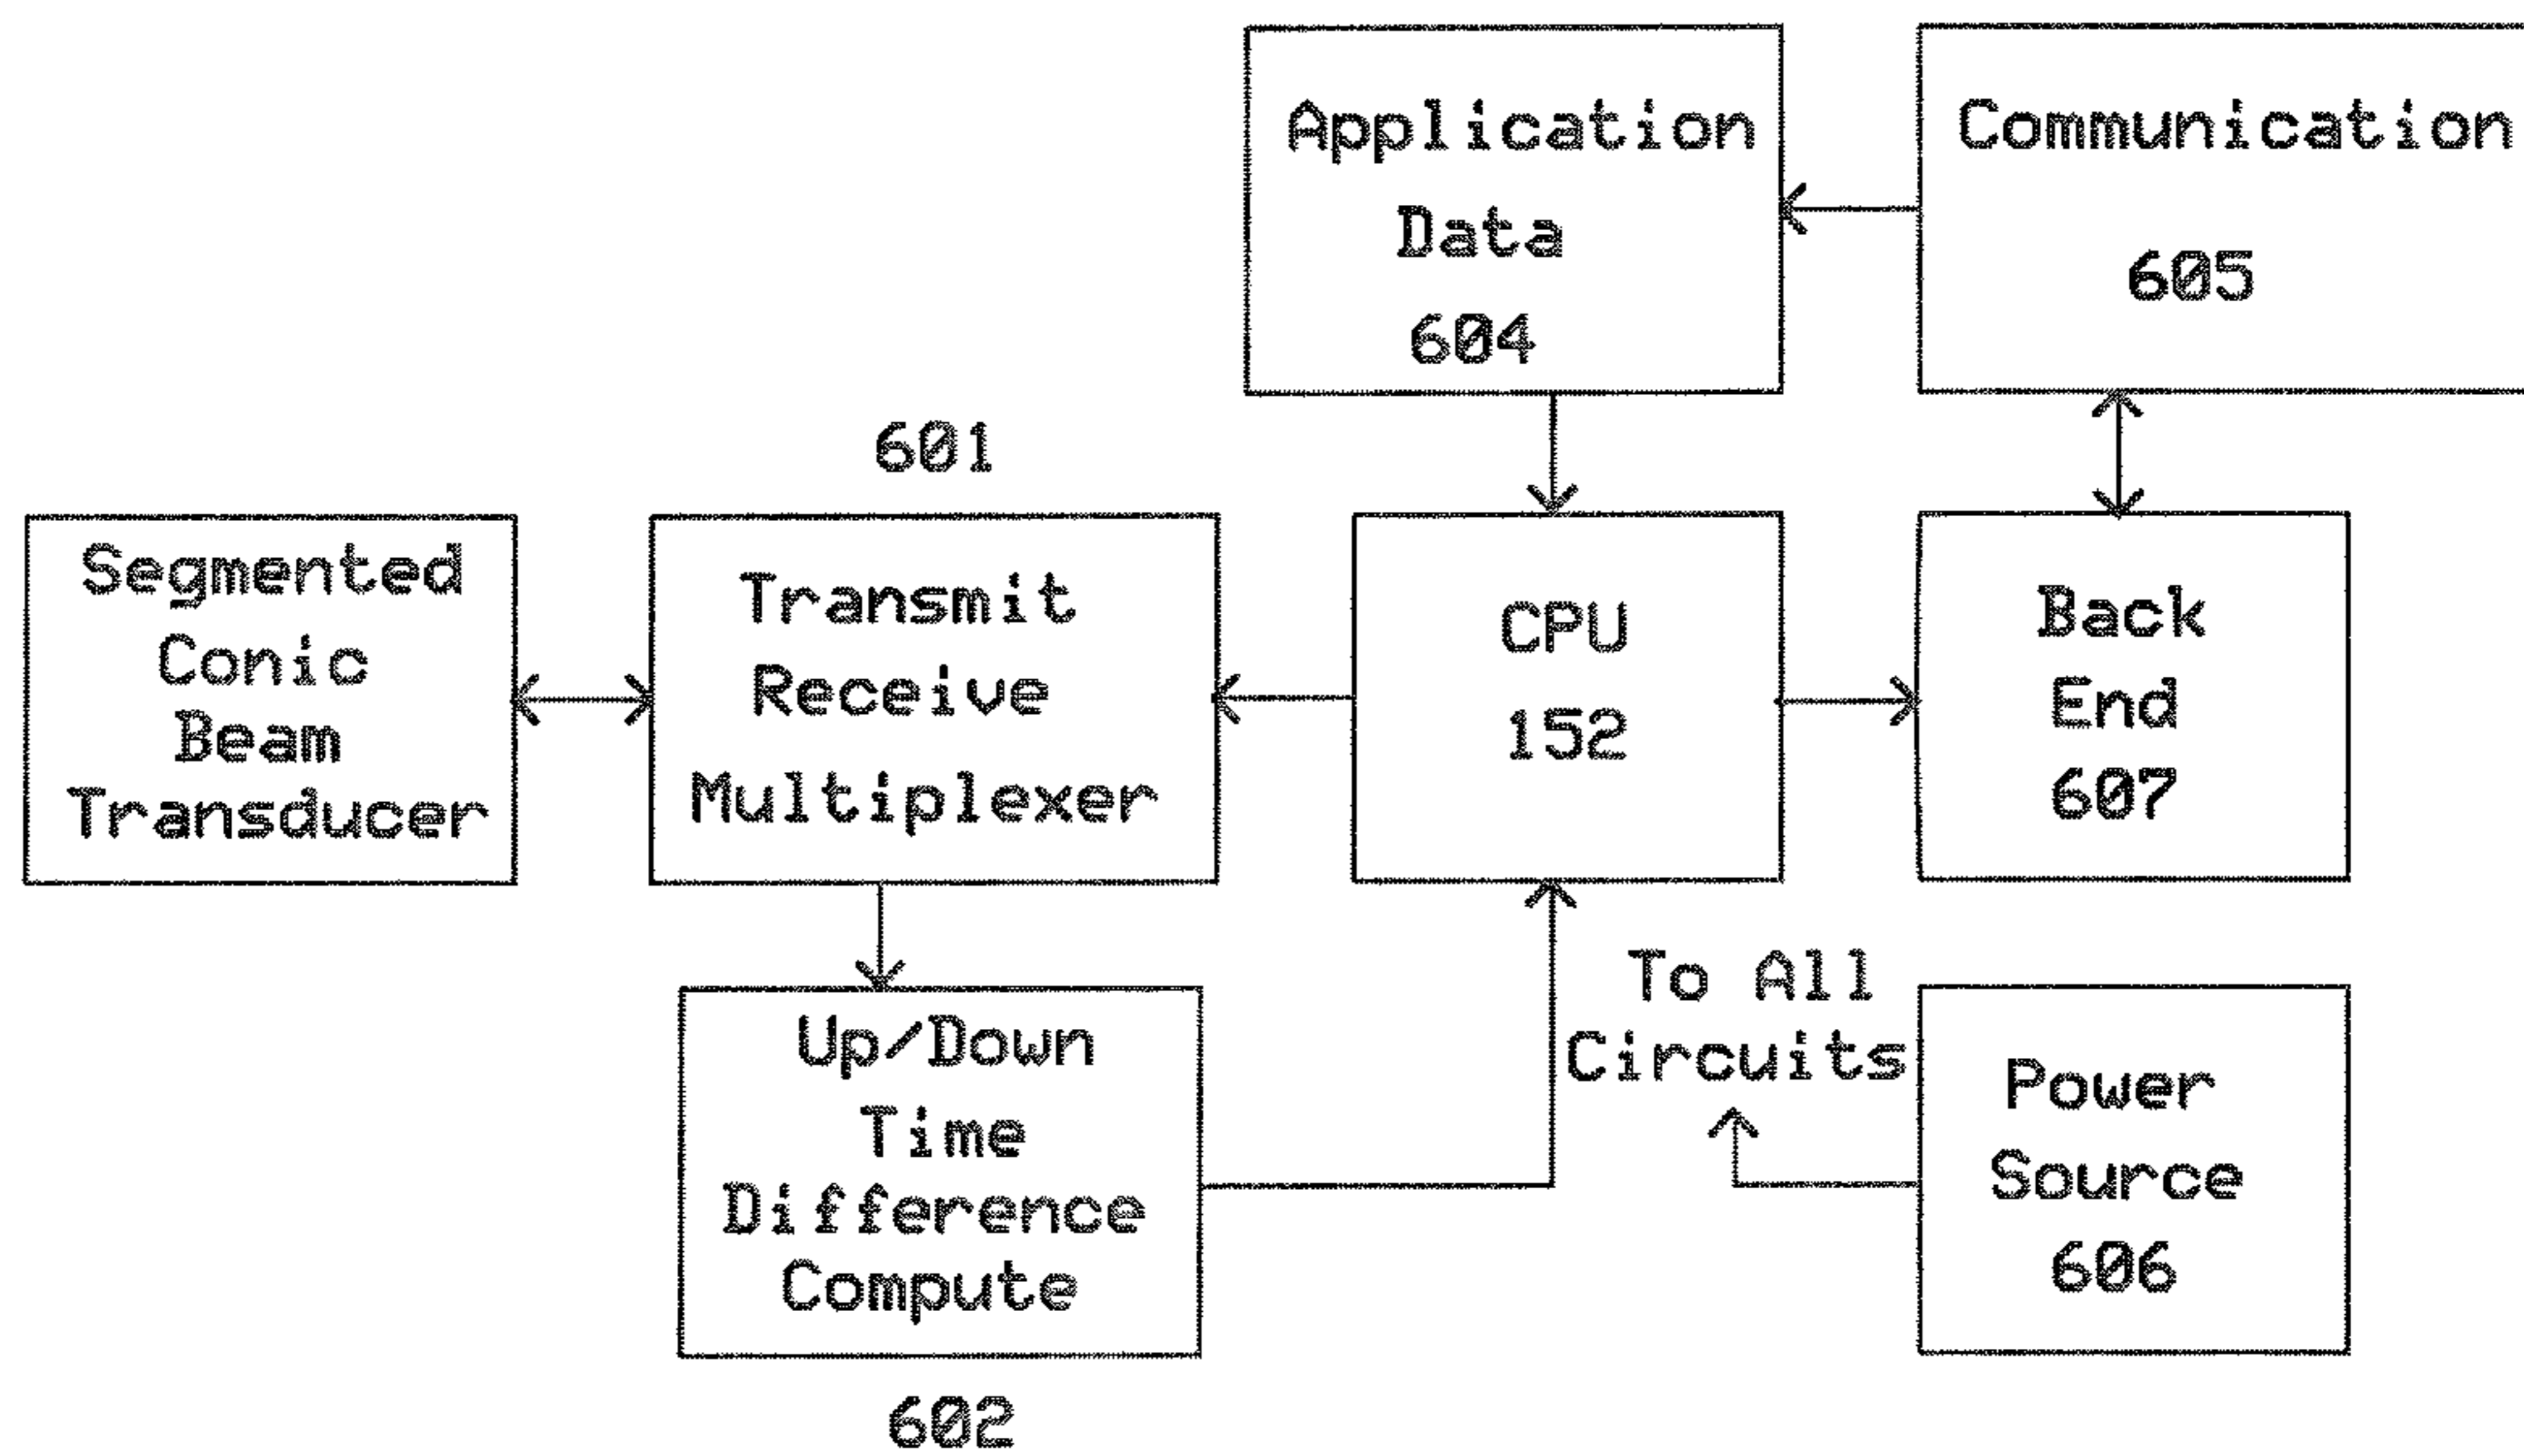 Application
Data
604
Communication
605
601
Segmented
Conic
Beam
Transducer
Transmit
Receive
Multiplexer
CPU
152
Back
End
607
Up/Down
Time
Difference
Compute
602
To All
Circuits
Power
Source
606